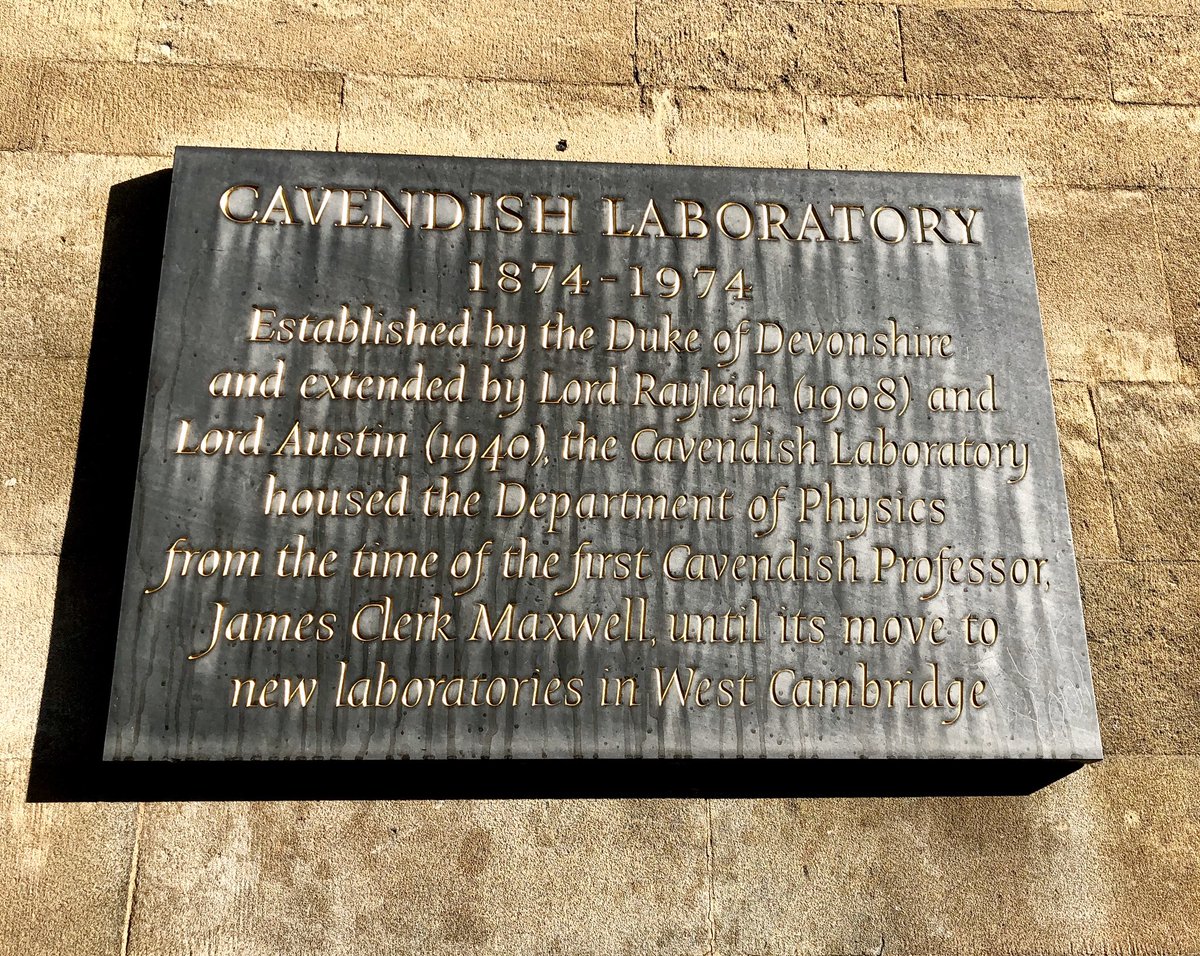 CAVENDISH LABORATORY
1874-1974
Established by the Duke of Devonshire
and extended by Lord Rayleigh (1908) and
Lord Austin (1940), the Cavendish Laboratory
housed the Department of Physics
from the time of the first Cavendish Professor,
James Clerk Maxwell, until its move to
new laboratories in West Cambridge